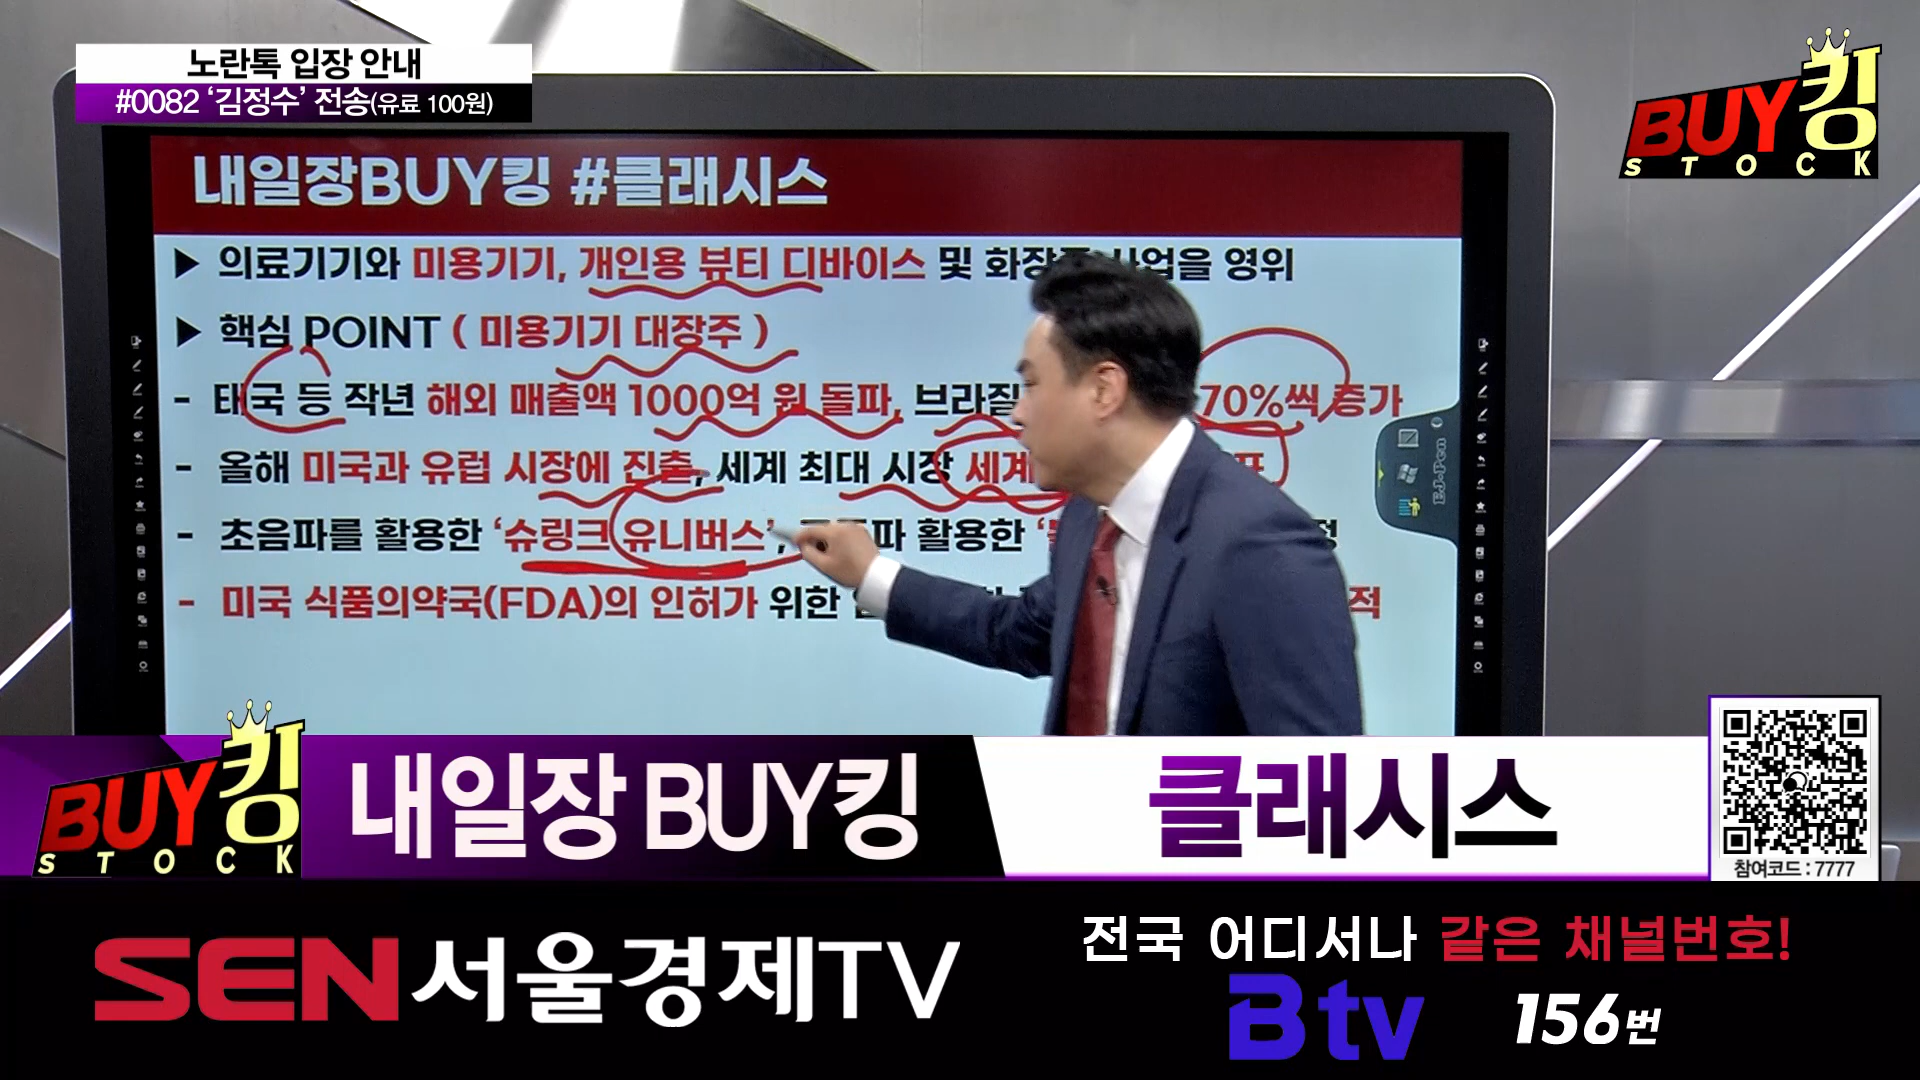 노란톡 입장 안내
#0082 ‘김정수’ 전송(유료 100원)
BUY킹
STOCK
내일장BUY킹 #클래시스
▶ 의료기기와 미용기기, 개인용 뷰티 디바이스 및 화장품 사업을 영위
▶ 핵심 POINT ( 미용기기 대장주 )
- 태국 등 작년 해외 매출액 1000억 원 돌파, 브라질 70%씩 증가
- 올해 미국과 유럽 시장에 진출, 세계 최대 시장 세계
- 초음파를 활용한 ‘슈링크 유니버스’, 활용한
- 미국 식품의약국(FDA)의 인허가 위한
EJ-Pen
BUY킹
STOCK
내일장 BUY킹
클래시스
참여코드 : 7777
SEN 서울경제TV
전국 어디서나 같은 채널번호!
B tv 156번